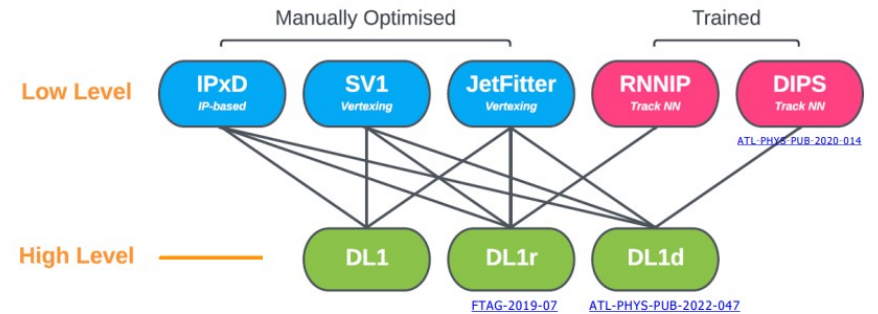 Manually Optimised
Trained
Low Level
IPxD
IP-based
SV1
Vertexing
JetFitter
Vertexing
RNNIP
Track NN
DIPS
Track NN
ATL-PHYS-PUB-2020-014
High Level
DL1
DL1r
DL1d
FTAG-2019-07
ATL-PHYS-PUB-2022-047